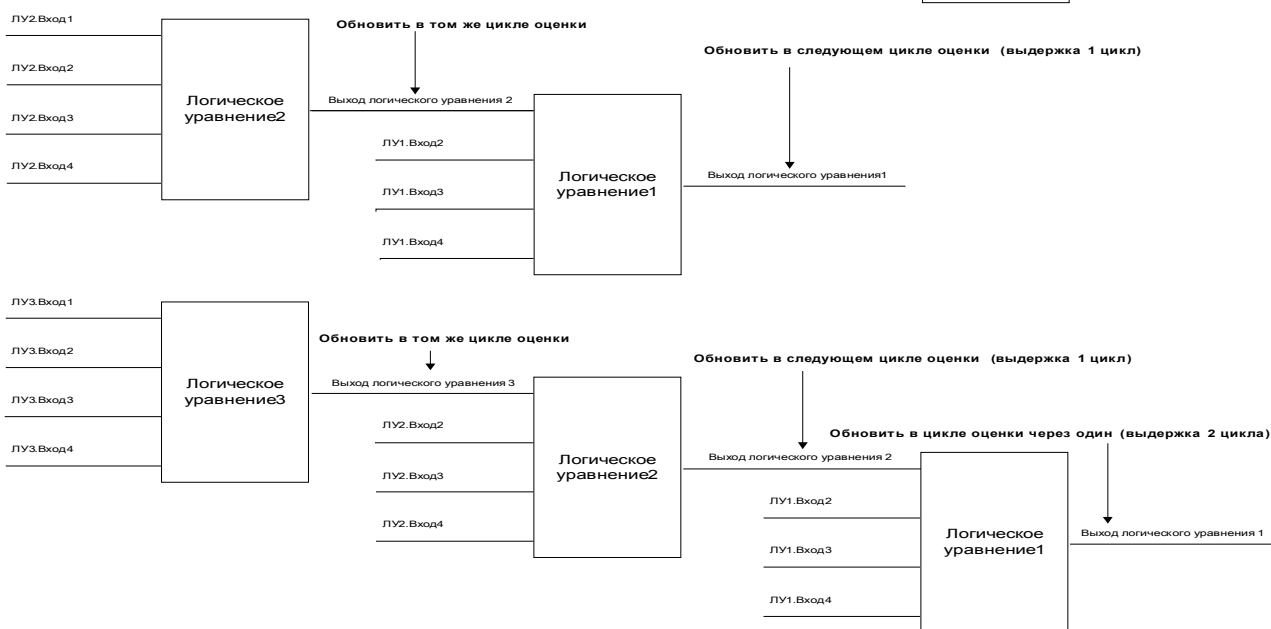 ЛУ2.Вход1
Обновить в том же цикле оценки
Обновить в следующем цикле оценки (выдержка 1 цикл)
ЛУ2.Вход2
Логическое
уравнение2
Выход логического уравнения 2
ЛУ2.Вход3
ЛУ1.Вход2
ЛУ2.Вход4
Логическое
уравнение1
Выход логического уравнения1
ЛУ1.Вход3
ЛУ1.Вход4
ЛУ3.Вход1
Обновить в том же цикле оценки
ЛУ3.Вход2
Обновить в следующем цикле оценки (выдержка 1 цикл)
Логическое
уравнение3
Выход логического уравнения 3
ЛУ3.Вход3
ЛУ2.Вход2
Обновить в цикле оценки через один (выдержка 2 цикла)
ЛУ3.Вход4
Логическое
уравнение2
Выход логического уравнения 2
ЛУ2.Вход3
ЛУ2.Вход4
ЛУ1.Вход2
Логическое
уравнение1
Выход логического уравнения 1
ЛУ1.Вход3
ЛУ1.Вход4